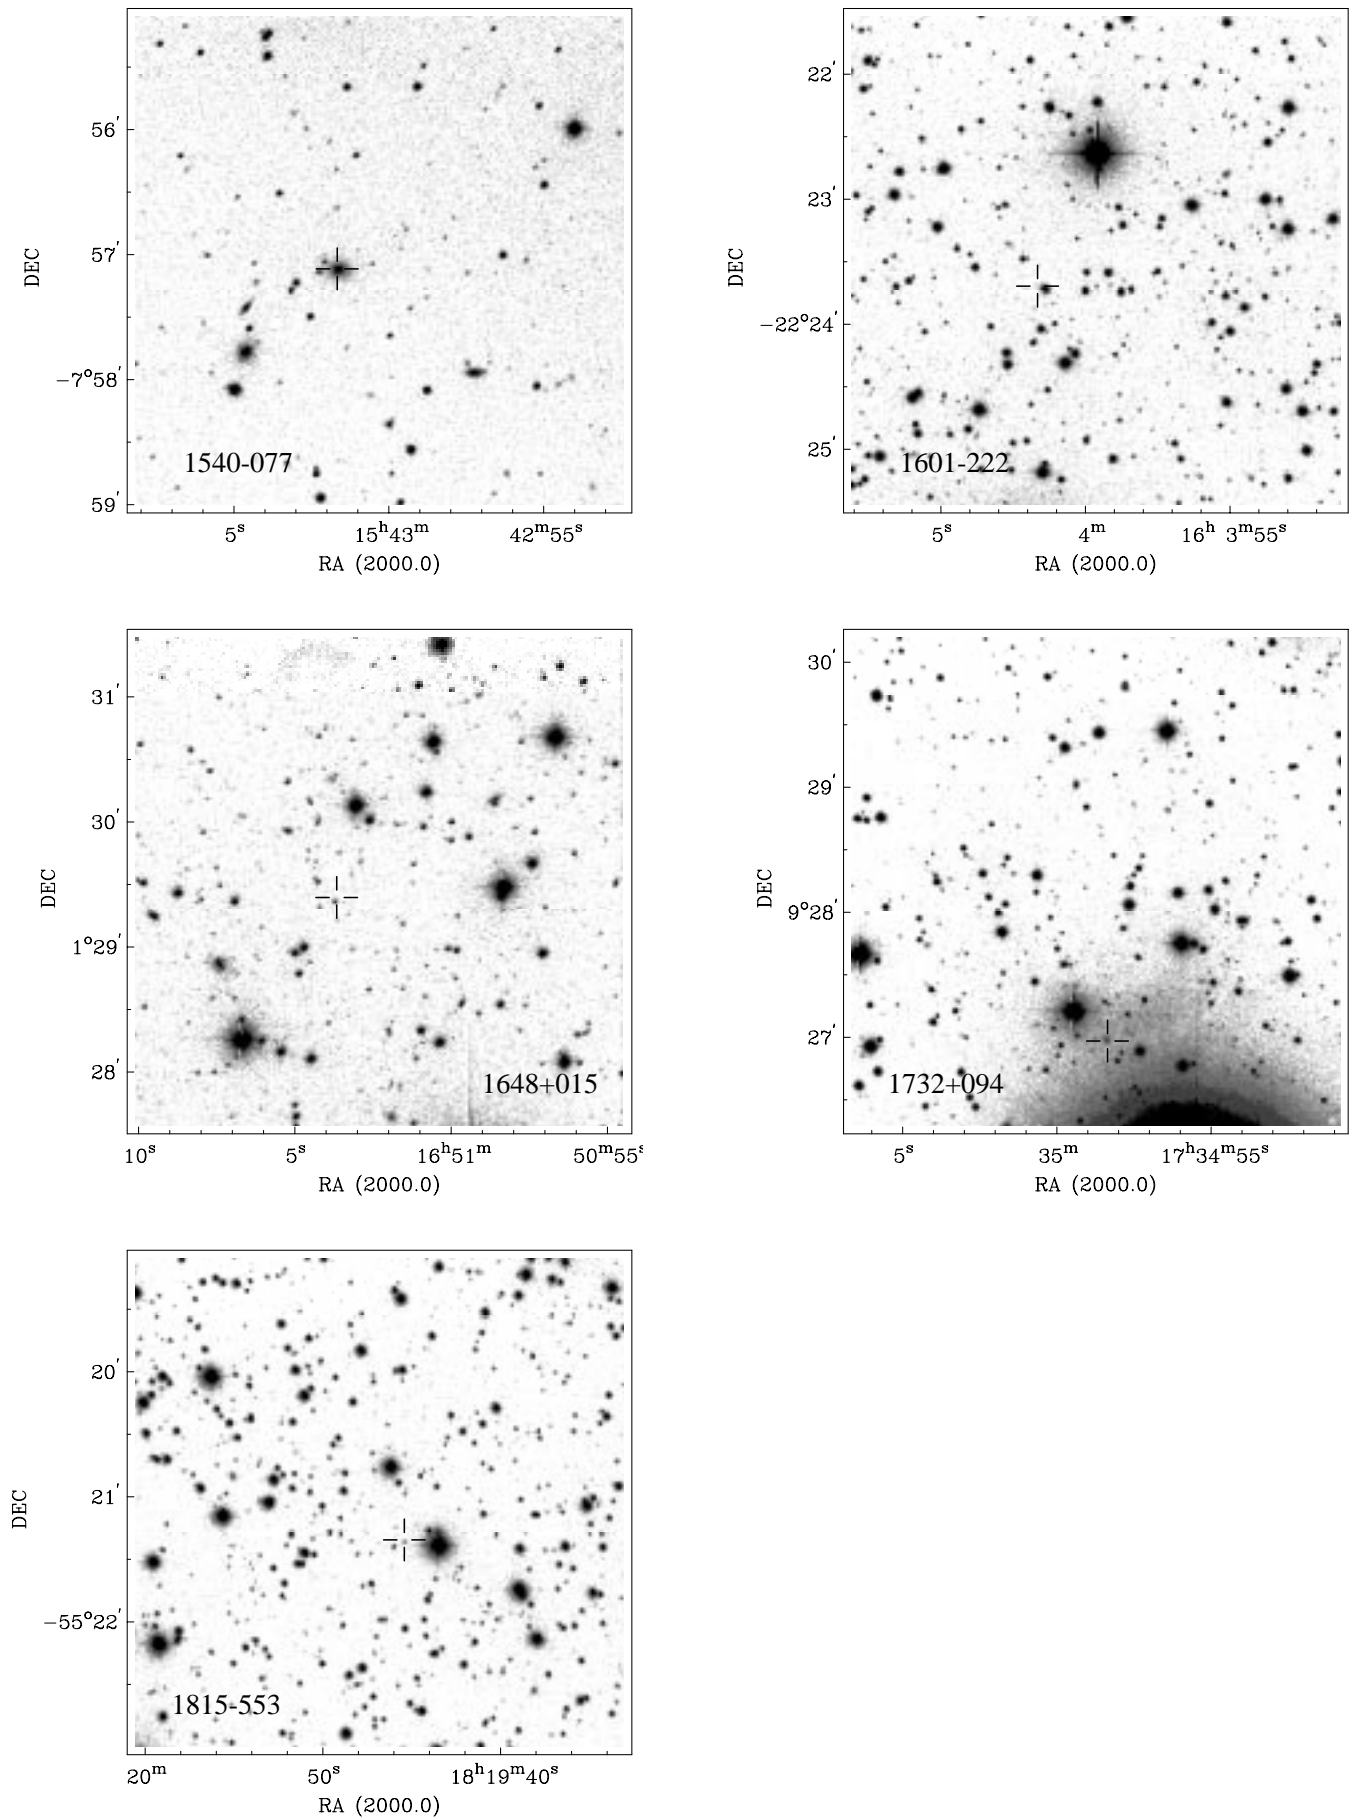 DEC
56′
57′
−7°58′
59′
1540-077
5ˢ
15ʰ43ᵐ
42ᵐ55ˢ
RA (2000.0)
DEC
22′
23′
−22°24′
25′
1601-222
5ˢ
4ᵐ
16ʰ 3ᵐ55ˢ
RA (2000.0)
DEC
31′
30′
1°29′
28′
1648+015
10ˢ
5ˢ
16ʰ51ᵐ
50ᵐ55ˢ
RA (2000.0)
DEC
30′
29′
9°28′
27′
1732+094
5ˢ
35ᵐ
17ʰ34ᵐ55ˢ
RA (2000.0)
DEC
20′
21′
−55°22′
1815-553
20ᵐ
50ˢ
18ʰ19ᵐ40ˢ
RA (2000.0)